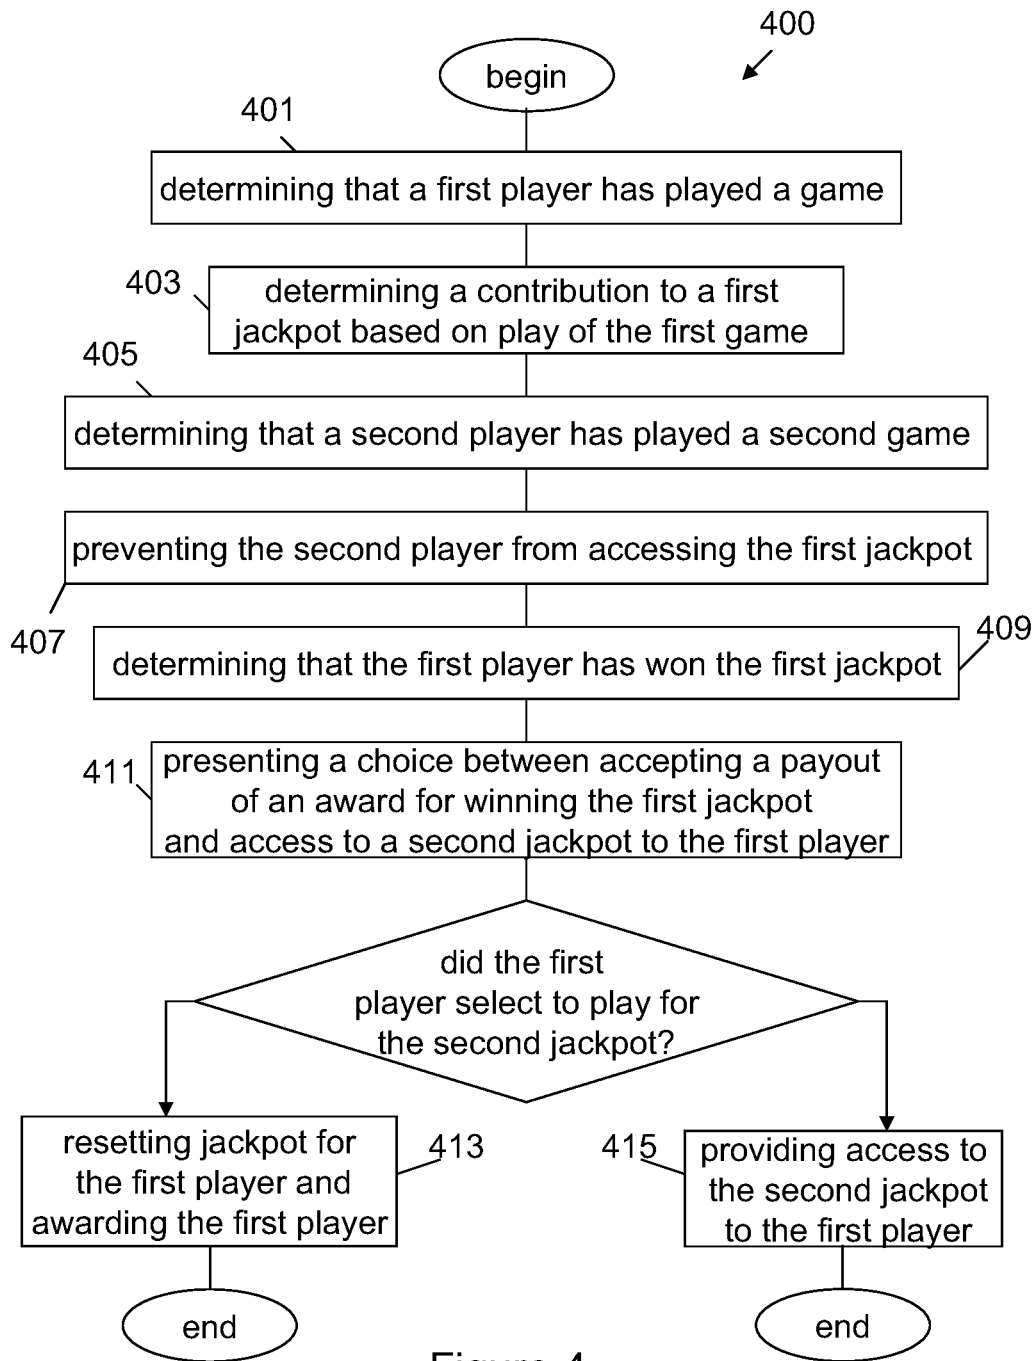 400
begin
401
determining that a first player has played a game
403
determining a contribution to a first
jackpot based on play of the first game
405
determining that a second player has played a second game
preventing the second player from accessing the first jackpot
407
409
determining that the first player has won the first jackpot
411
presenting a choice between accepting a payout
of an award for winning the first jackpot
and access to a second jackpot to the first player
did the first
player select to play for
the second jackpot?
resetting jackpot for
the first player and
awarding the first player
413
415
providing access to
the second jackpot
to the first player
end
end
Figure 4